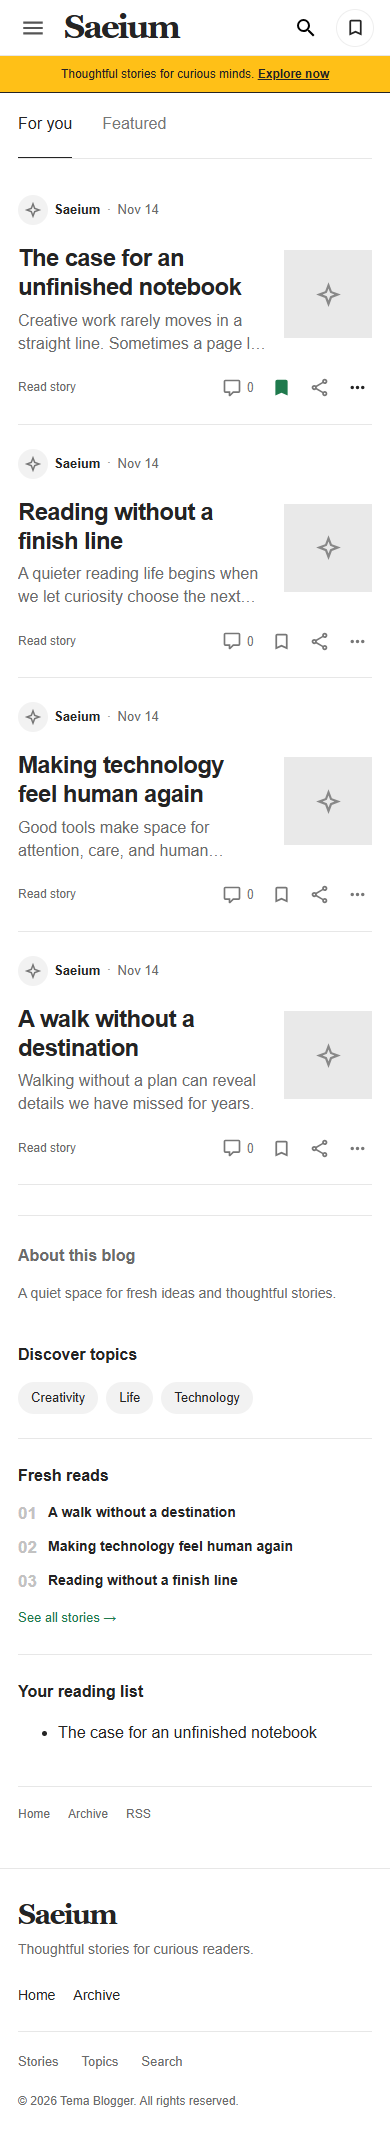 Saeium
Thoughtful stories for curious minds. Explore now
For you Featured
Saeium · Nov 14
The case for an
unfinished notebook
Creative work rarely moves in a
straight line. Sometimes a page l…
Read story 0
Saeium · Nov 14
Reading without a
finish line
A quieter reading life begins when
we let curiosity choose the next…
Read story 0
Saeium · Nov 14
Making technology
feel human again
Good tools make space for
attention, care, and human…
Read story 0
Saeium · Nov 14
A walk without a
destination
Walking without a plan can reveal
details we have missed for years.
Read story 0
About this blog
A quiet space for fresh ideas and thoughtful stories.
Discover topics
Creativity Life Technology
Fresh reads
01 A walk without a destination
02 Making technology feel human again
03 Reading without a finish line
See all stories →
Your reading list
• The case for an unfinished notebook
Home Archive RSS
Saeium
Thoughtful stories for curious readers.
Home Archive
Stories Topics Search
© 2026 Tema Blogger. All rights reserved.